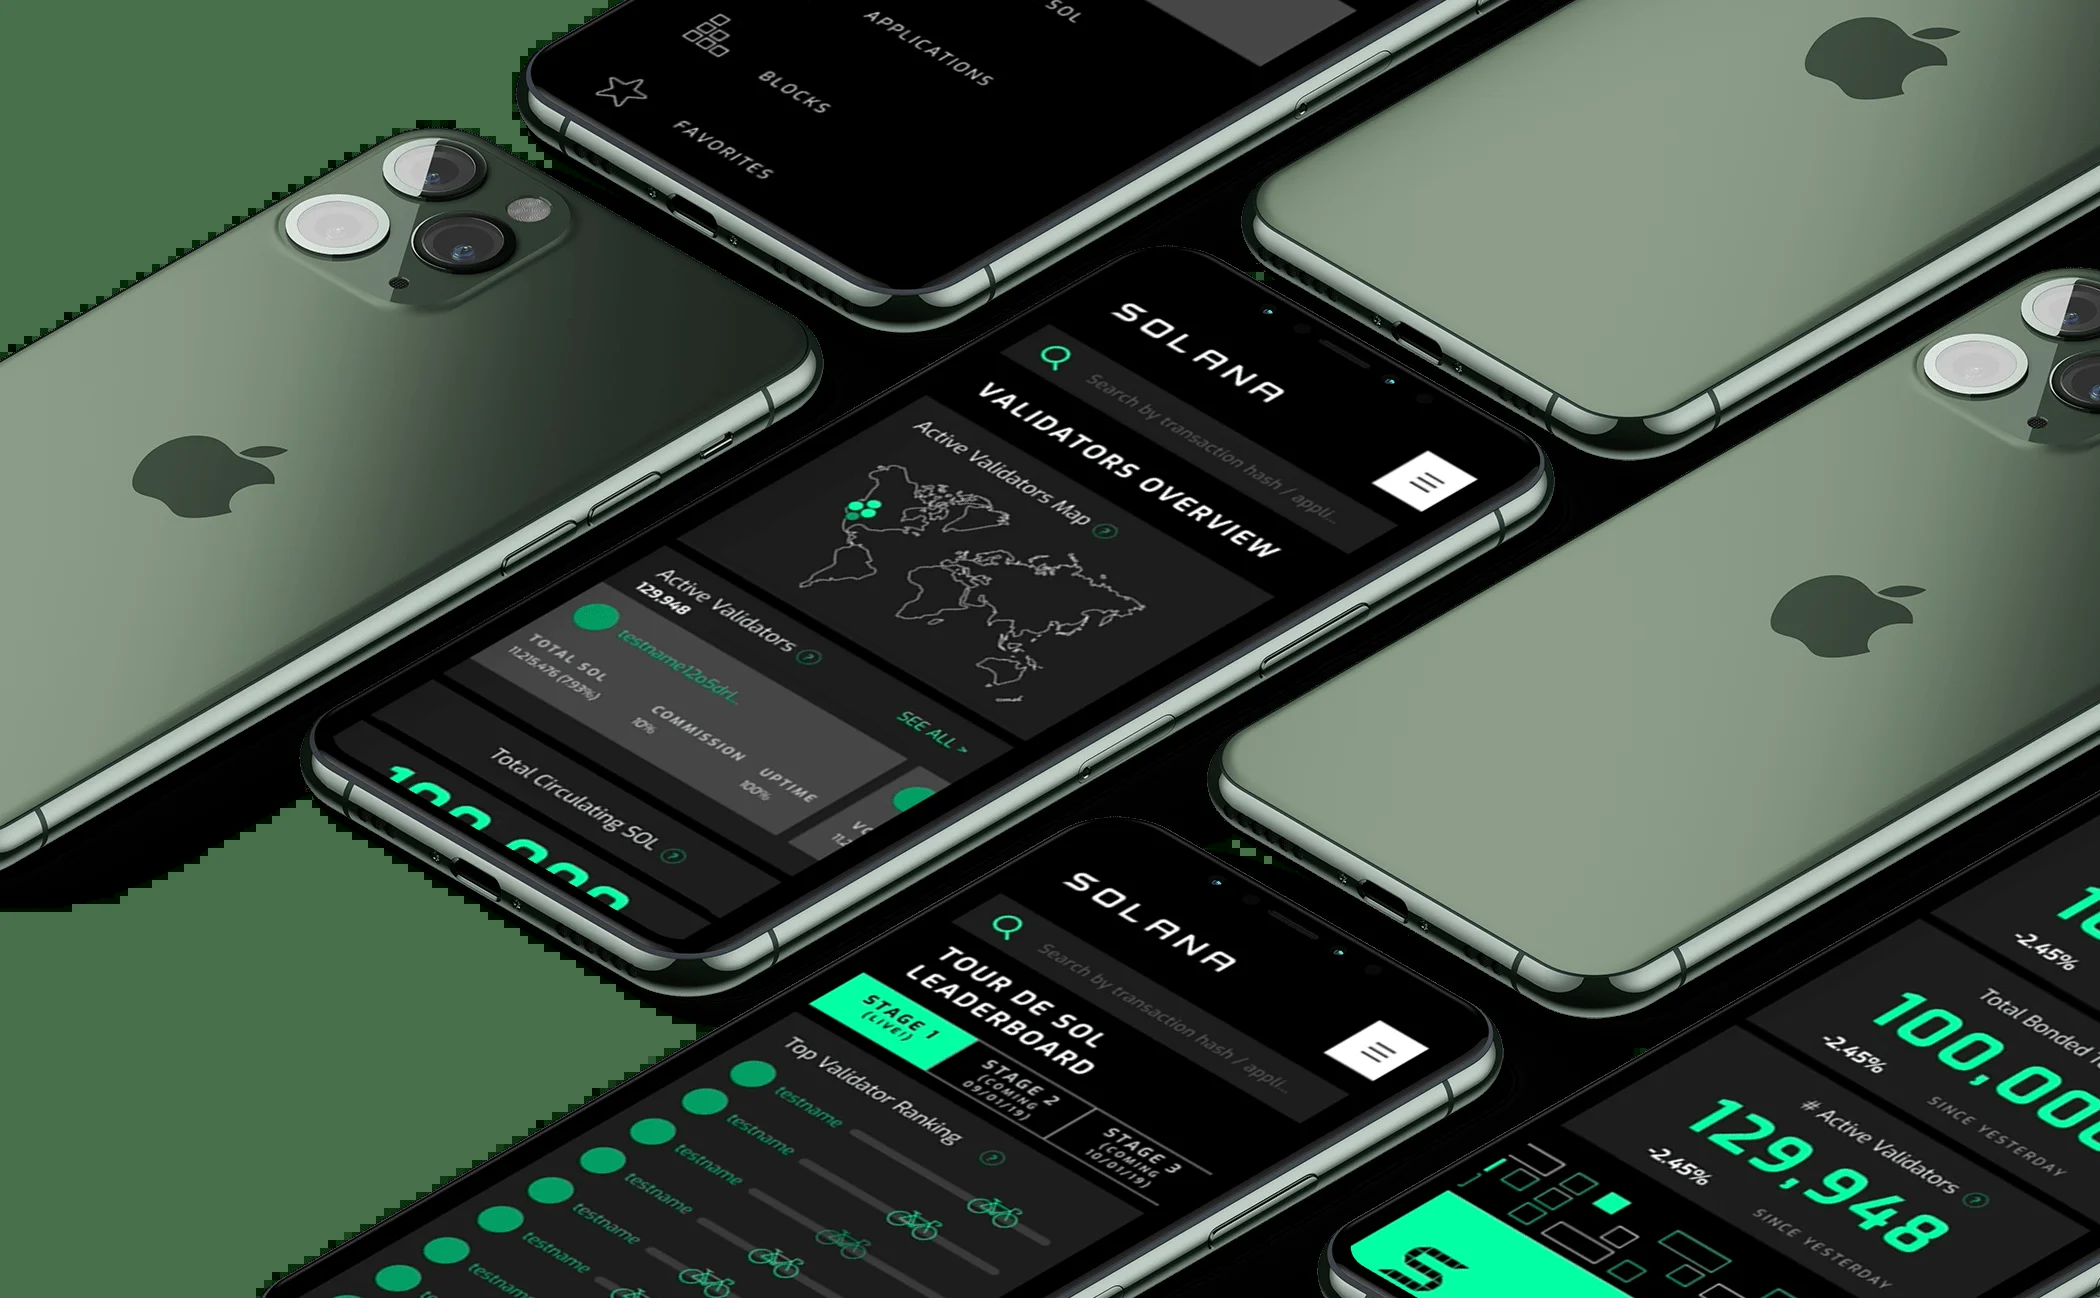 SOL
APPLICATIONS
BLOCKS
FAVORITES
SOLANA
Search by transaction hash / appli...
VALIDATORS OVERVIEW
Active Validators Map ?
Active Validators ?
129,948
SEE ALL >
testname12o5drL...
TOTAL SOL
11,215,476 (7.93%)
COMMISSION
10%
UPTIME
100%
Total Circulating SOL ?
SOLANA
Search by transaction hash / appli...
TOUR DE SOL
LEADERBOARD
STAGE 1
(LIVE!)
STAGE 2
(COMING
09/01/19)
STAGE 3
(COMING
10/01/19)
Top Validator Ranking ?
testname
testname
testname
testname
testname
testname
testname
-2.45%
Total Bonded
100,000
-2.45%
SINCE YESTERDAY
# Active Validators ?
129,948
-2.45%
SINCE YESTERDAY